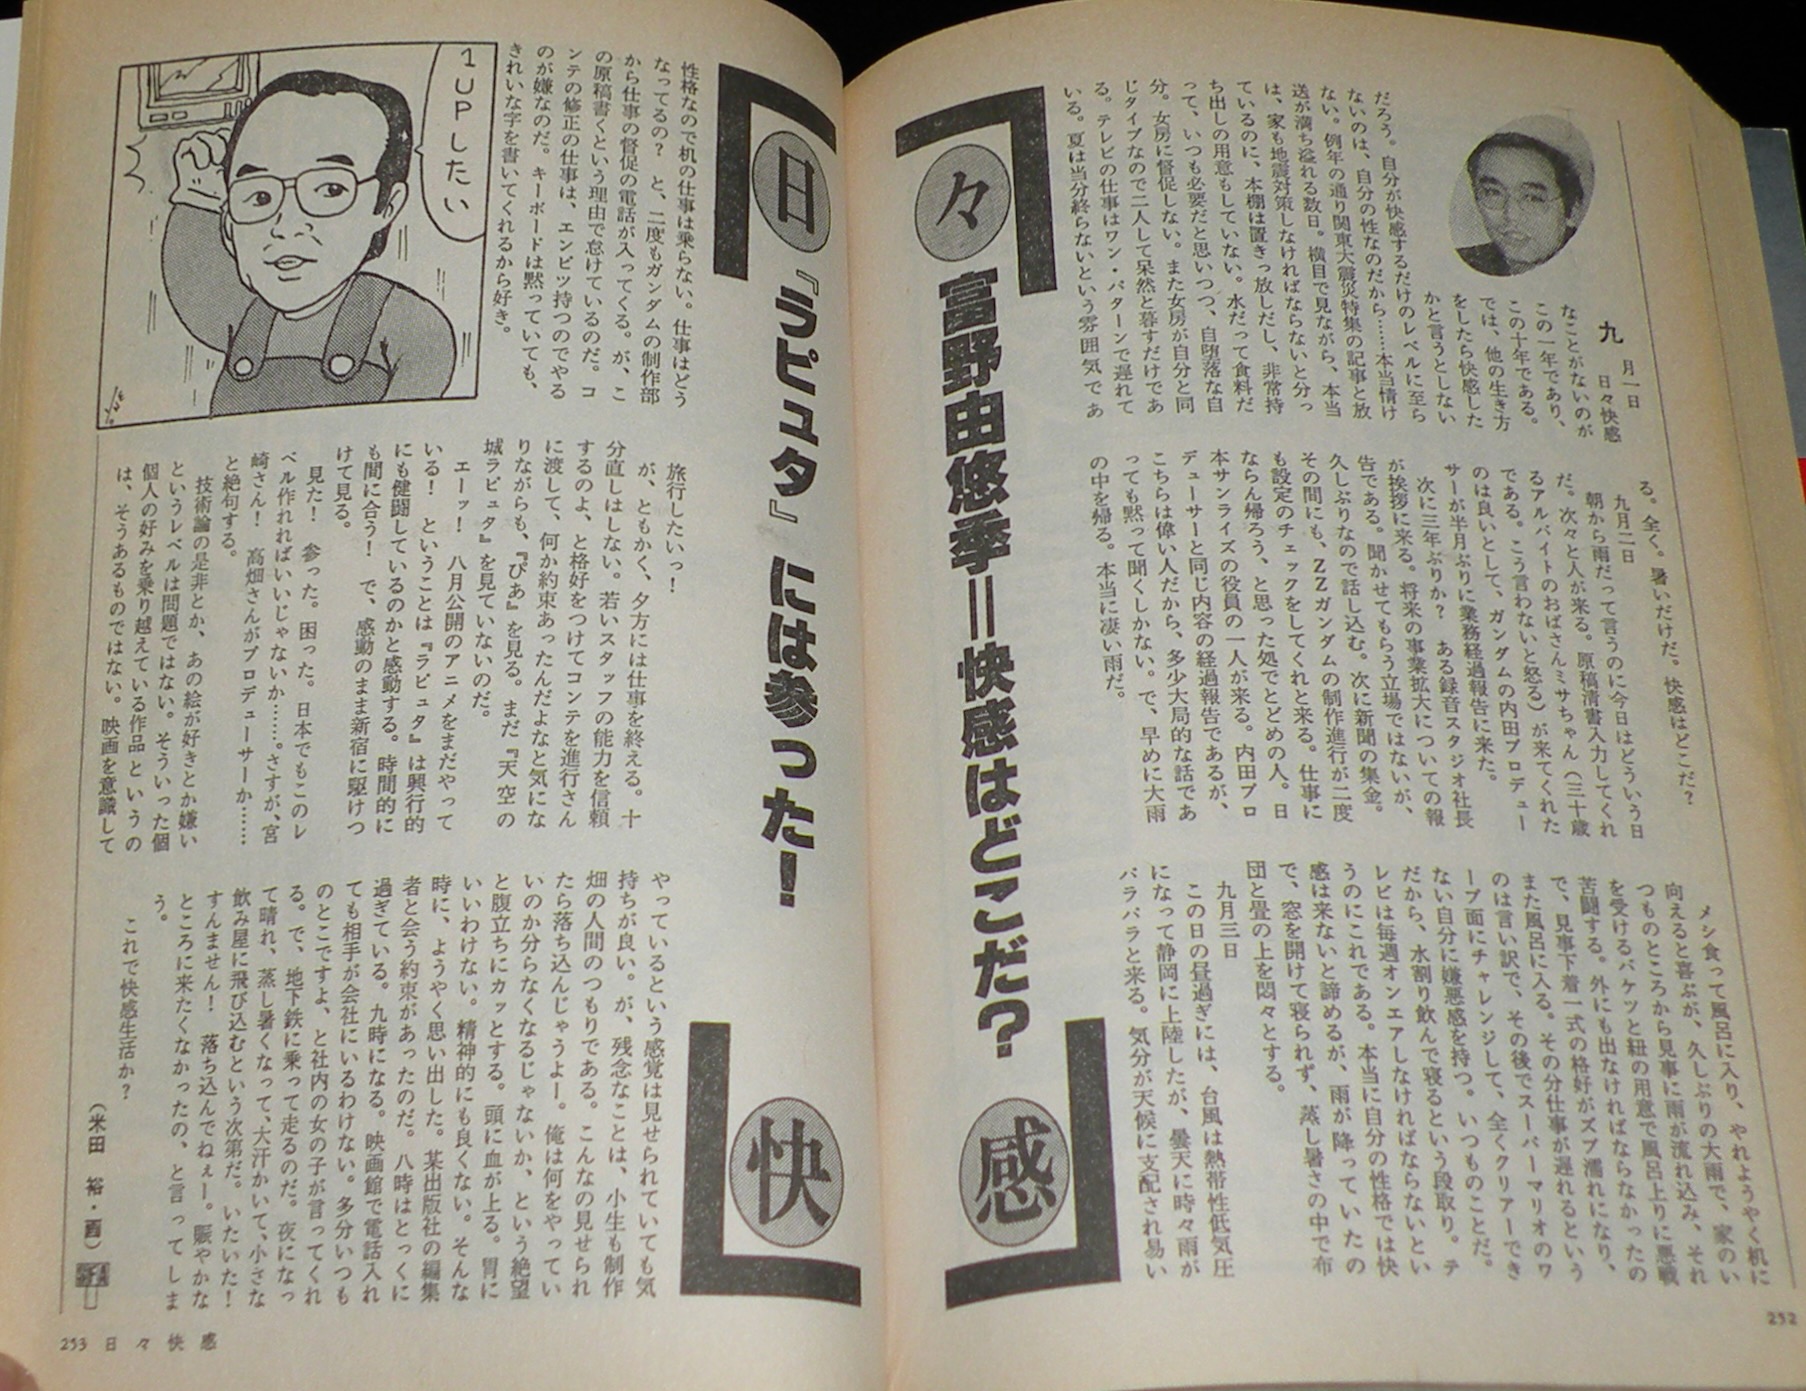 日々快感
富野由悠季＝快感はどこだ？
『ラピュタ』には参った！
九月一日
日々快感
なことがないのが
この一年であり、
この十年である。
では、他の生き方
をしたら快感した
かと言うとしない
だろう。自分が快感するだけのレベルに至ら
ないのは、自分の性なのだから……本当情け
ない。例年の通り関東大震災特集の記事と放
送が満ち溢れる数日。横目で見ながら、本当
は、家も地震対策しなければならないと分っ
ているのに、本棚は置きっ放しだし、非常持
ち出しの用意もしていない。水だって食料だ
って、いつも必要だと思いつつ、自堕落な自
分。女房に督促しない。また女房が自分と同
じタイプなので二人して呆然と暮すだけであ
る。テレビの仕事はワン・パターンで遅れて
いる。夏は当分終らないという雰囲気であ
る。全く。暑いだけだ。快感はどこだ？
九月二日
朝から雨だって言うのに今日はどういう日
だ。次々と人が来る。原稿清書入力してくれ
るアルバイトのおばさんミサちゃん（三十歳
である。こう言わないと怒る）が来てくれた
のは良いとして、ガンダムの内田プロデュー
サーが半月ぶりに業務経過報告に来た。
次に三年ぶりか？　ある録音スタジオ社長
が挨拶に来る。将来の事業拡大についての報
告である。聞かせてもらう立場ではないが、
久しぶりなので話し込む。次に新聞の集金。
その間にも、ZZガンダムの制作進行が二度
も設定のチェックをしてくれと来る。仕事に
ならん帰ろう、と思った処でとどめの人。日
本サンライズの役員の一人が来る。内田プロ
デューサーと同じ内容の経過報告であるが、
こちらは偉い人だから、多少大局的な話であ
っても黙って聞くしかない。で、早めに大雨
の中を帰る。本当に凄い雨だ。
メシ食って風呂に入り、やれようやく机に
向えると喜ぶが、久しぶりの大雨で、家のい
つものところから見事に雨が流れ込み、それ
を受けるバケツと紐の用意で風呂上りに悪戦
苦闘する。外にも出なければならなかったの
で、見事下着一式の格好がズブ濡れになり、
また風呂に入る。その分仕事が遅れるという
のは言い訳で、その後でスーパーマリオのワ
ープ面にチャレンジして、全くクリアーでき
ない自分に嫌悪感を持つ。いつものことだ。
だから、水割り飲んで寝るという段取り。テ
レビは毎週オンエアしなければならないとい
うのにこれである。本当に自分の性格では快
感は来ないと諦めるが、雨が降っていたの
で、窓を開けて寝られず、蒸し暑さの中で布
団と畳の上を悶々とする。
九月三日
この日の昼過ぎには、台風は熱帯性低気圧
になって静岡に上陸したが、曇天に時々雨が
パラパラと来る。気分が天候に支配され易い
252
性格なので机の仕事は乗らない。仕事はどう
なってるの？　と、二度もガンダムの制作部
から仕事の督促の電話が入ってくる。が、こ
の原稿書くという理由で怠けているのだ。コ
ンテの修正の仕事は、エンピツ持つのでやる
のが嫌なのだ。キーボードは黙っていても、
きれいな字を書いてくれるから好き。
1UPしたい
旅行したいっ！
が、ともかく、夕方には仕事を終える。十
分直しはしない。若いスタッフの能力を信頼
するのよ、と格好をつけてコンテを進行さん
に渡して、何か約束あったんだよなと気にな
りながらも、『ぴあ』を見る。まだ『天空の
城ラピュタ』を見ていないのだ。
エーッ！　八月公開のアニメをまだやって
いる！　ということは『ラピュタ』は興行的
にも健闘しているのかと感動する。時間的に
も間に合う！　で、感動のまま新宿に駆けつ
けて見る。
見た！　参った。困った。日本でもこのレ
ベル作れればいいじゃないか……。さすが、宮
崎さん！　高畑さんがプロデューサーか……
と絶句する。
技術論の是非とか、あの絵が好きとか嫌い
というレベルは問題ではない。そういった個
個人の好みを乗り越えている作品というの
は、そうあるものではない。映画を意識して
やっているという感覚は見せられていても気
持ちが良い。が、残念なことは、小生も制作
畑の人間のつもりである。こんなの見せられ
たら落ち込んじゃうよー。俺は何をやってい
いのか分らなくなるじゃないか、という絶望
と腹立ちにカッとする。頭に血が上る。胃に
いいわけない。精神的にも良くない。そんな
時に、ようやく思い出した。某出版社の編集
者と会う約束があったのだ。八時はとっくに
過ぎている。九時になる。映画館で電話入れ
ても相手が会社にいるわけない。多分いつも
のとこですよ、と社内の女の子が言ってくれ
る。で、地下鉄に乗って走るのだ。夜になっ
て晴れ、蒸し暑くなって、大汗かいて、小さな
飲み屋に飛び込むという次第だ。いたいた！
すんません！　落ち込んでねぇー。賑やかな
ところに来たくなかったの、と言ってしま
う。
これで快感生活か？
（米田　裕・画）
253 日々快感